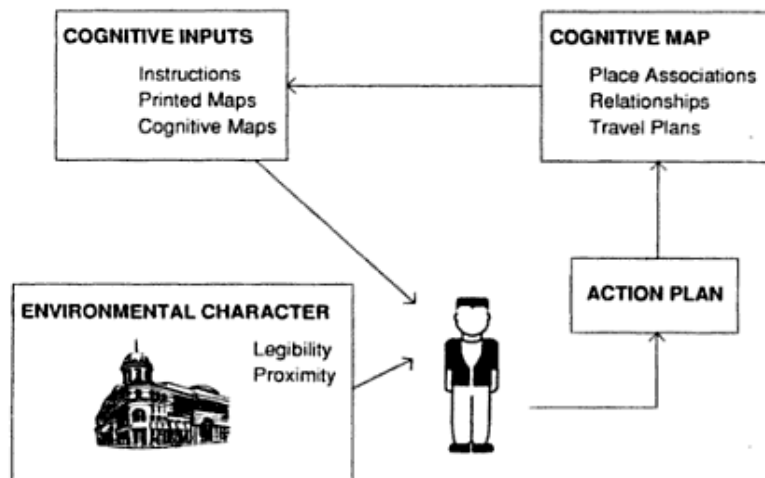 COGNITIVE INPUTS
Instructions
Printed Maps
Cognitive Maps
COGNITIVE MAP
Place Associations
Relationships
Travel Plans
ENVIRONMENTAL CHARACTER
Legibility
Proximity
ACTION PLAN